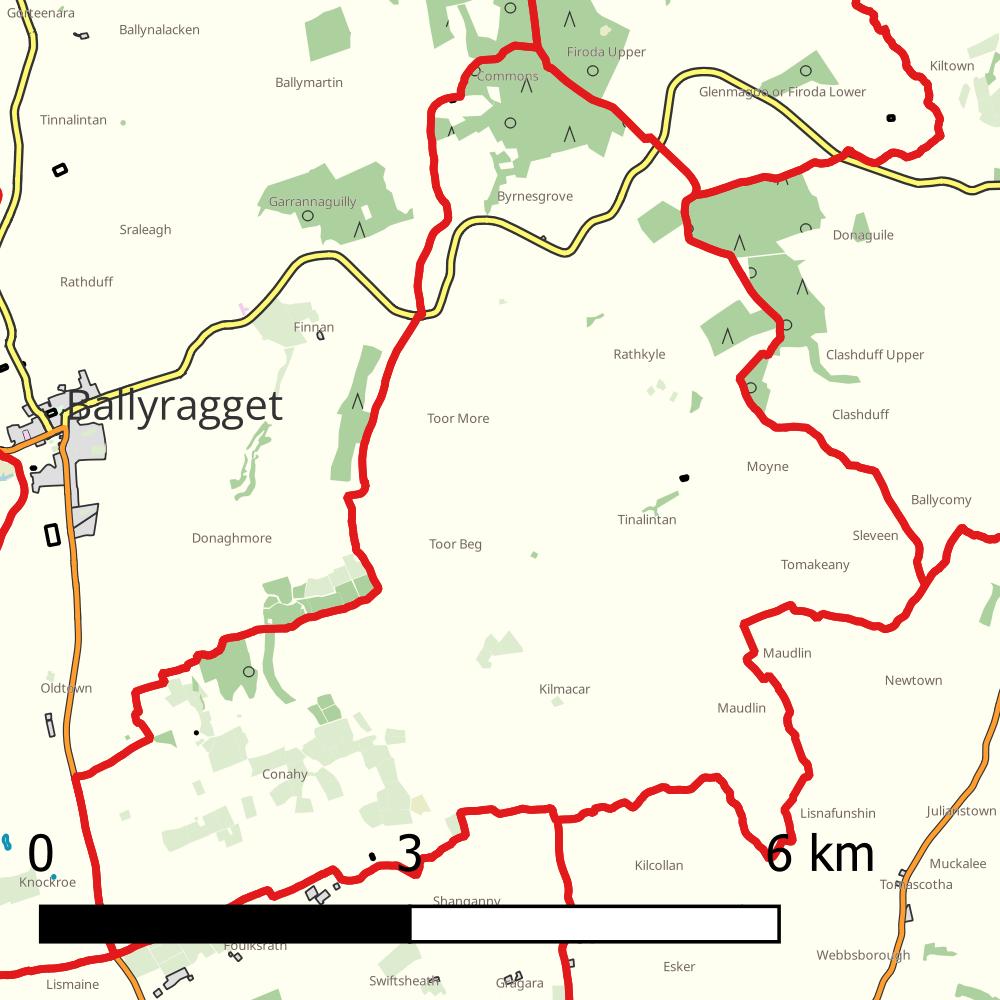 Gorteenara
Ballynalacken
Firoda Upper
Kiltown
Commons
Ballymartin
Glenmagoo or Firoda Lower
Tinnalintan
Byrnesgrove
Garrannaguilly
Sraleagh
Donaguile
Rathduff
Finnan
Rathkyle
Clashduff Upper
Ballyragget
Toor More
Clashduff
Moyne
Ballycomy
Tinalintan
Sleveen
Donaghmore
Toor Beg
Tomakeany
Maudlin
Newtown
Oldtown
Kilmacar
Maudlin
Conahy
Lisnafunshin
Julianstown
0 3 6 km
Kilcollan
Muckalee
Knockroe
Tomascotha
Shanganny
Foulksrath
Webbsborough
Esker
Lismaine
Swiftsheath
Gragara